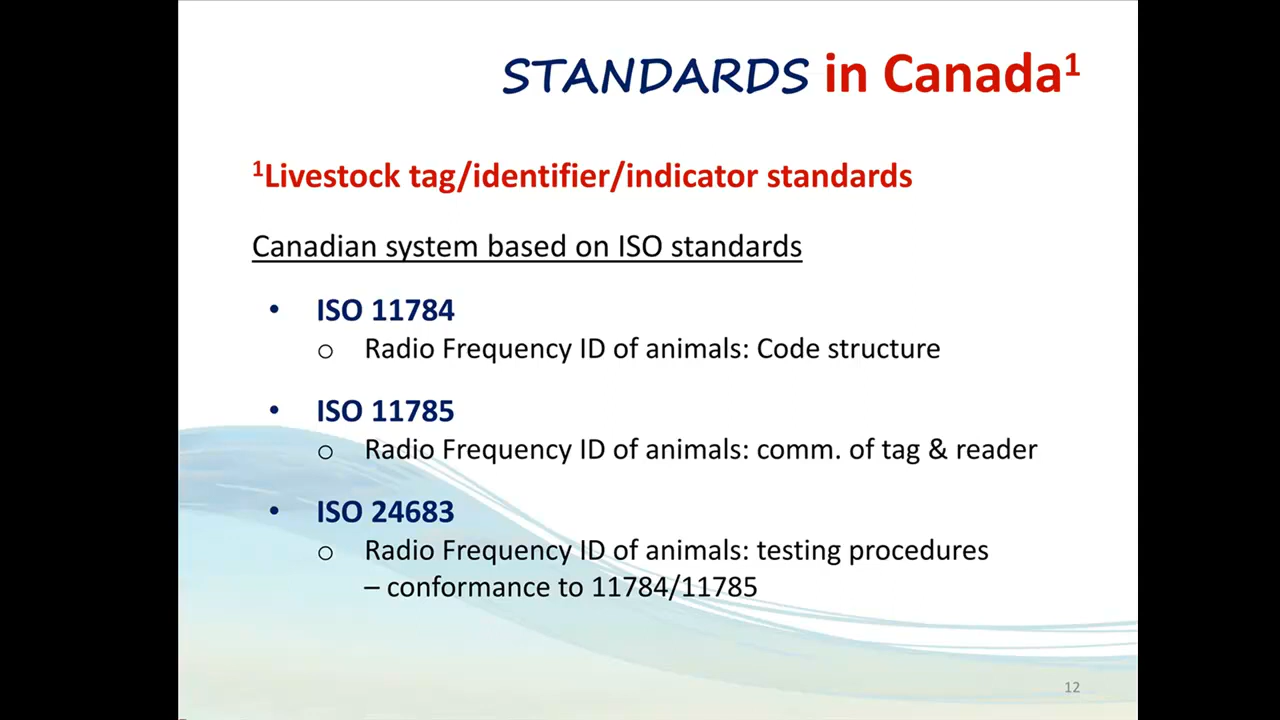 STANDARDS in Canada¹
¹Livestock tag/identifier/indicator standards
Canadian system based on ISO standards
• ISO 11784
o Radio Frequency ID of animals: Code structure
• ISO 11785
o Radio Frequency ID of animals: comm. of tag & reader
• ISO 24683
o Radio Frequency ID of animals: testing procedures
– conformance to 11784/11785
12